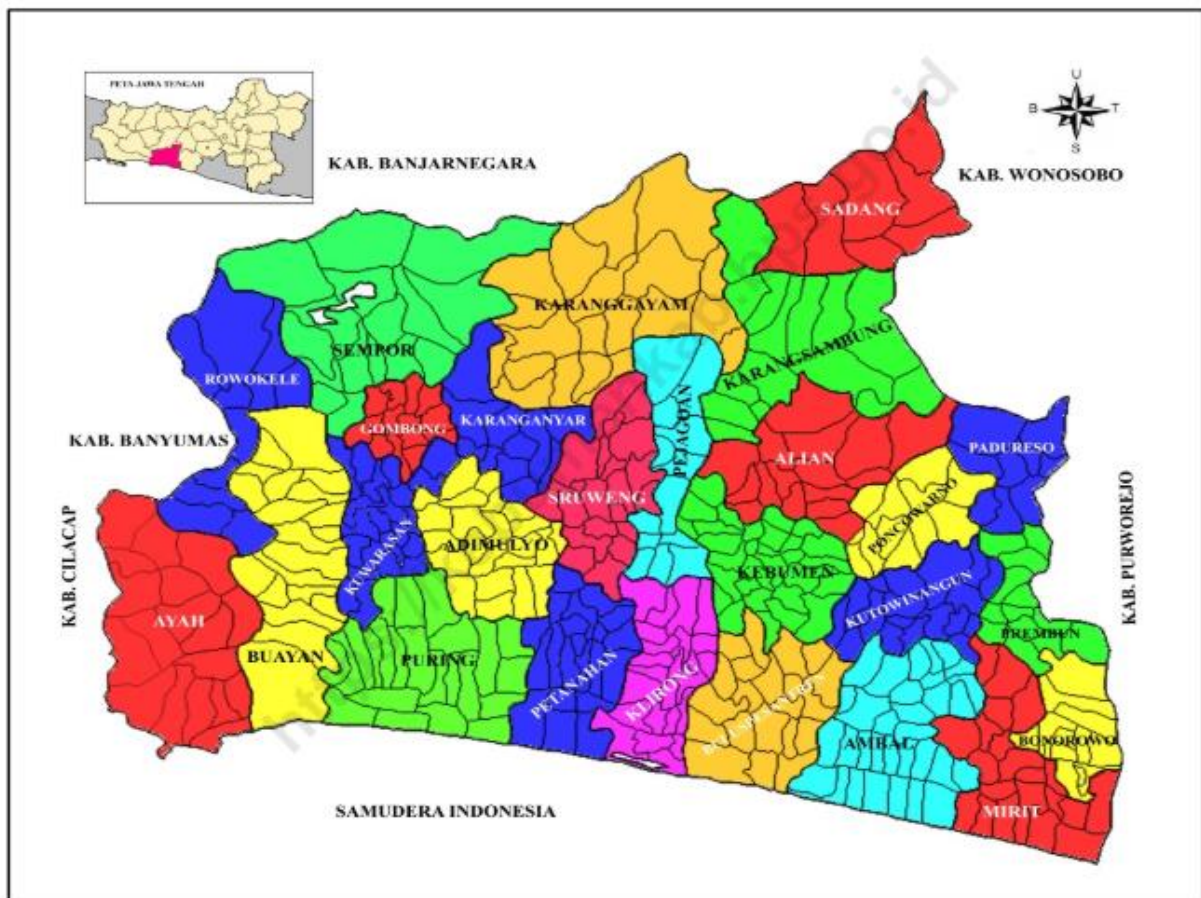 PETA JAWA TENGAH
U
B
T
S
KAB. BANJARNEGARA
KAB. WONOSOBO
SADANG
KARANGGAYAM
KARANGSAMBUNG
SEMPOR
ROWOKELE
GOMBONG
KARANGANYAR
PEJAGOAN
KAB. BANYUMAS
ALIAN
PADURESO
SRUWENG
PONCOWARNO
KAB. CILACAP
KUWARASAN
ADIMULYO
KEBUMEN
KUTOWINANGUN
KAB. PURWOREJO
AYAH
BUAYAN
PURING
PETANAHAN
KLIRONG
PREMBUN
AMBAL
BONOROWO
MIRIT
SAMUDERA INDONESIA